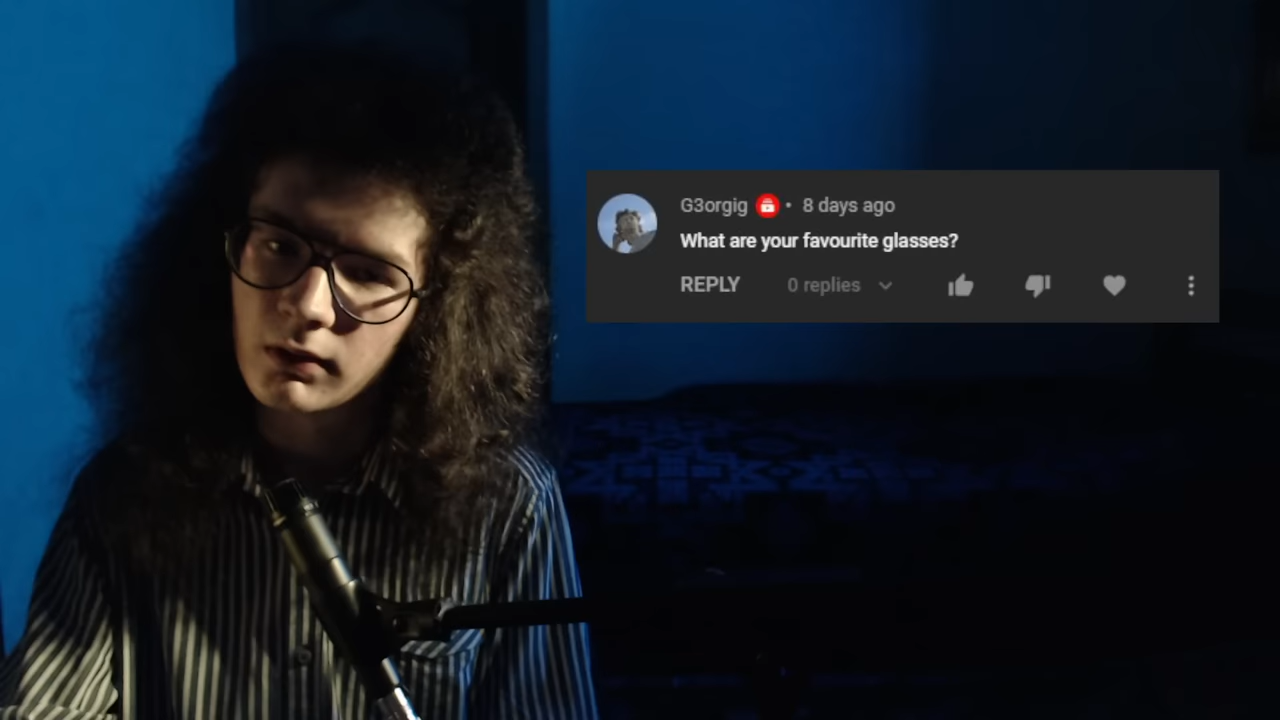 G3orgig • 8 days ago
What are your favourite glasses?
REPLY 0 replies